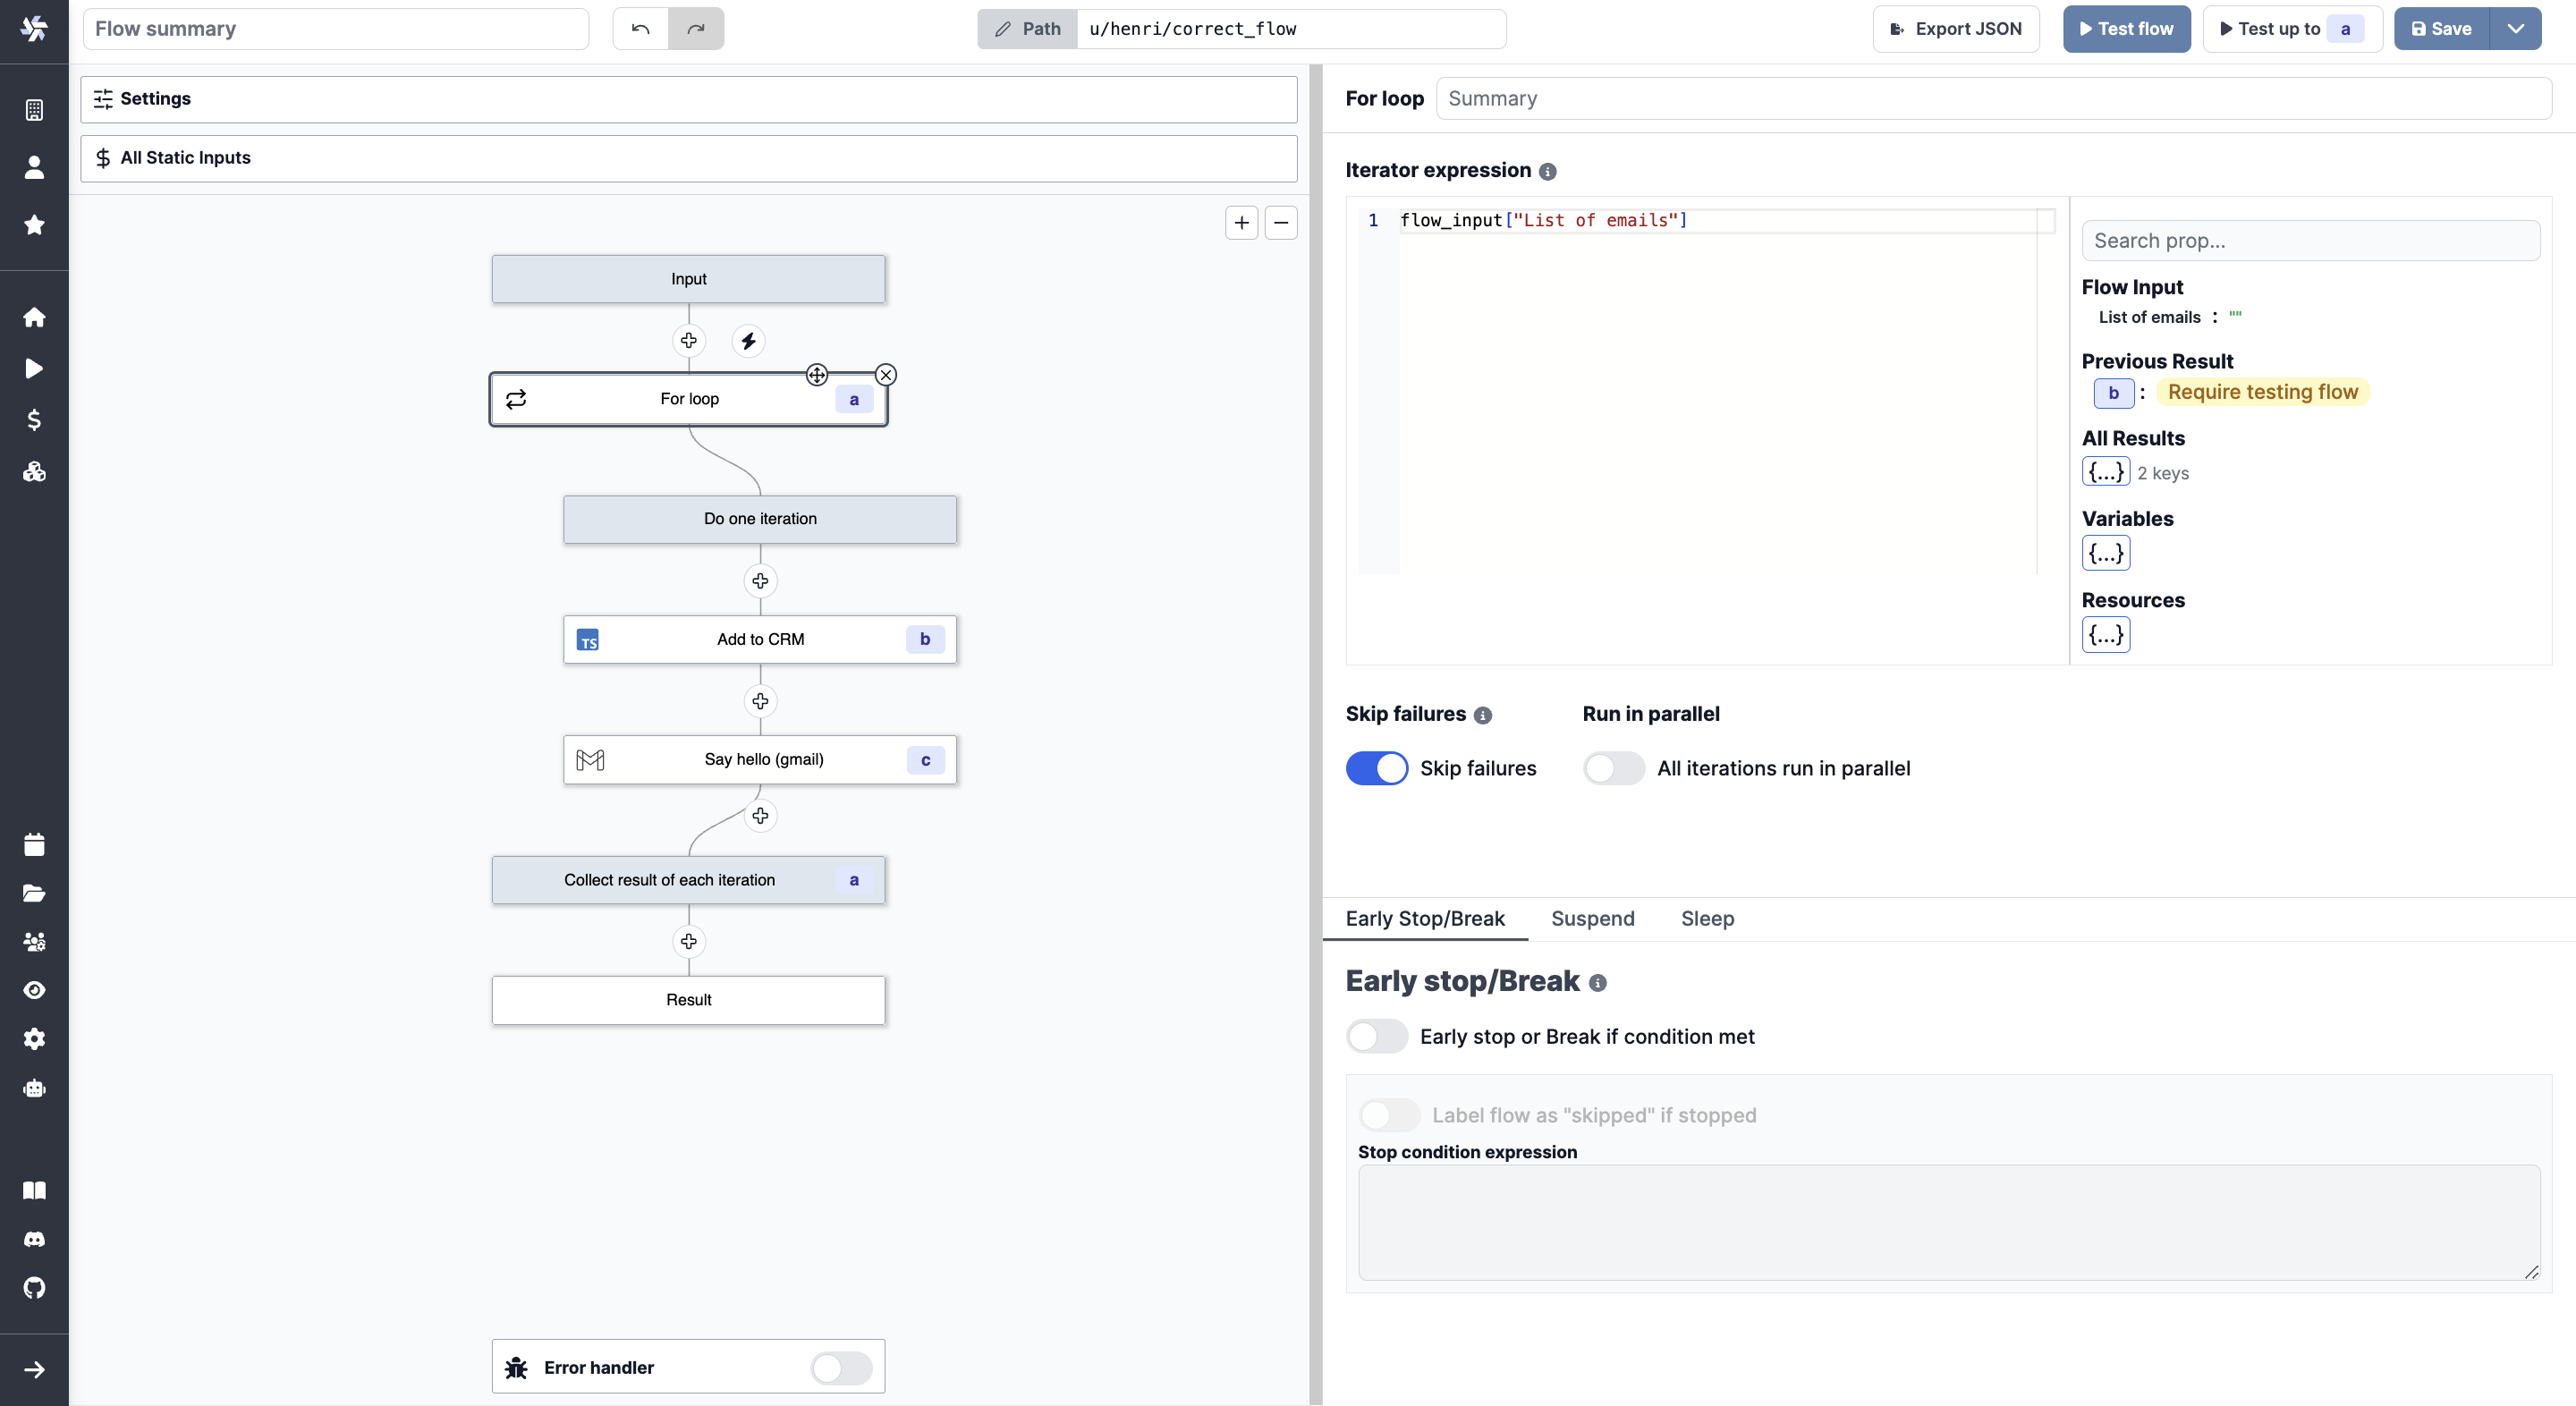 Flow summary
Path
u/henri/correct_flow
Export JSON
Test flow
Test up to a
Save
Settings
All Static Inputs
Input
For loop
a
Do one iteration
TS
Add to CRM
b
Say hello (gmail)
c
Collect result of each iteration
a
Result
Error handler
For loop
Summary
Iterator expression
1 flow_input["List of emails"]
Search prop...
Flow Input
List of emails : ""
Previous Result
b : Require testing flow
All Results
{...} 2 keys
Variables
{...}
Resources
{...}
Skip failures
Run in parallel
Skip failures
All iterations run in parallel
Early Stop/Break
Suspend
Sleep
Early stop/Break
Early stop or Break if condition met
Label flow as "skipped" if stopped
Stop condition expression